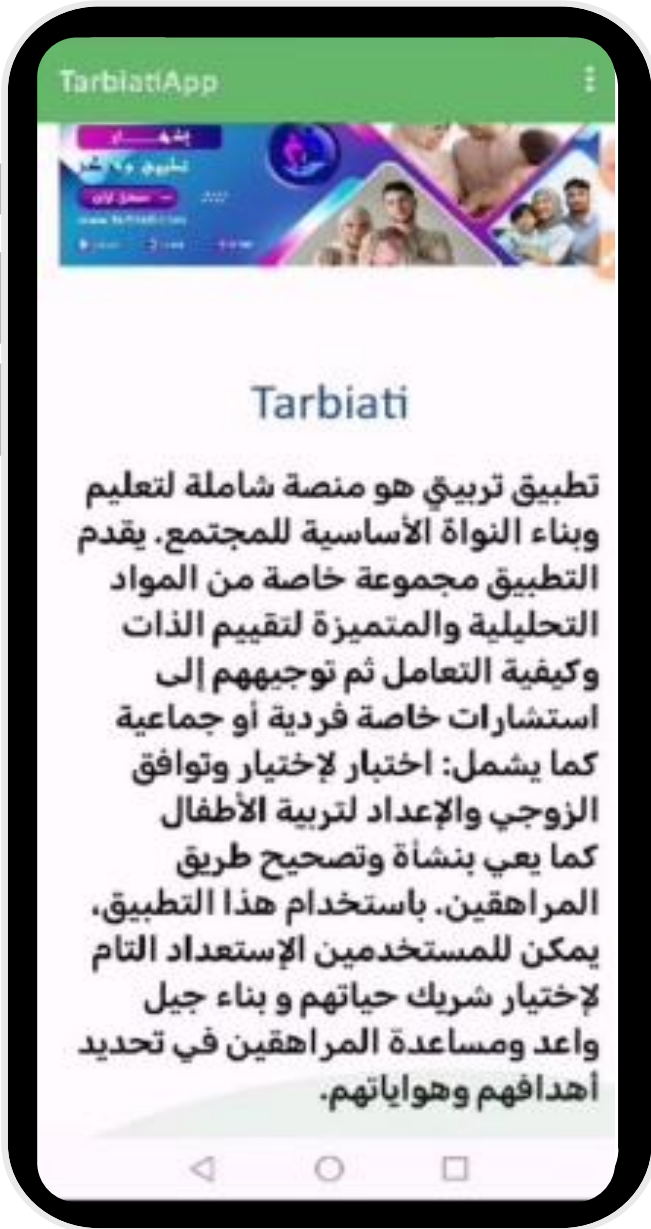 TarbiatiApp
إشهار
Tarbiati
تطبيق تربيتي هو منصة شاملة لتعليم
وبناء النواة الأساسية للمجتمع. يقدم
التطبيق مجموعة خاصة من المواد
التحليلية والمتميزة لتقييم الذات
وكيفية التعامل ثم توجيههم إلى
استشارات خاصة فردية أو جماعية
كما يشمل: اختبار لإختيار وتوافق
الزوجي والإعداد لتربية الأطفال
كما يعي بنشأة وتصحيح طريق
المراهقين. باستخدام هذا التطبيق،
يمكن للمستخدمين الإستعداد التام
لإختيار شريك حياتهم و بناء جيل
واعد ومساعدة المراهقين في تحديد
أهدافهم وهواياتهم.